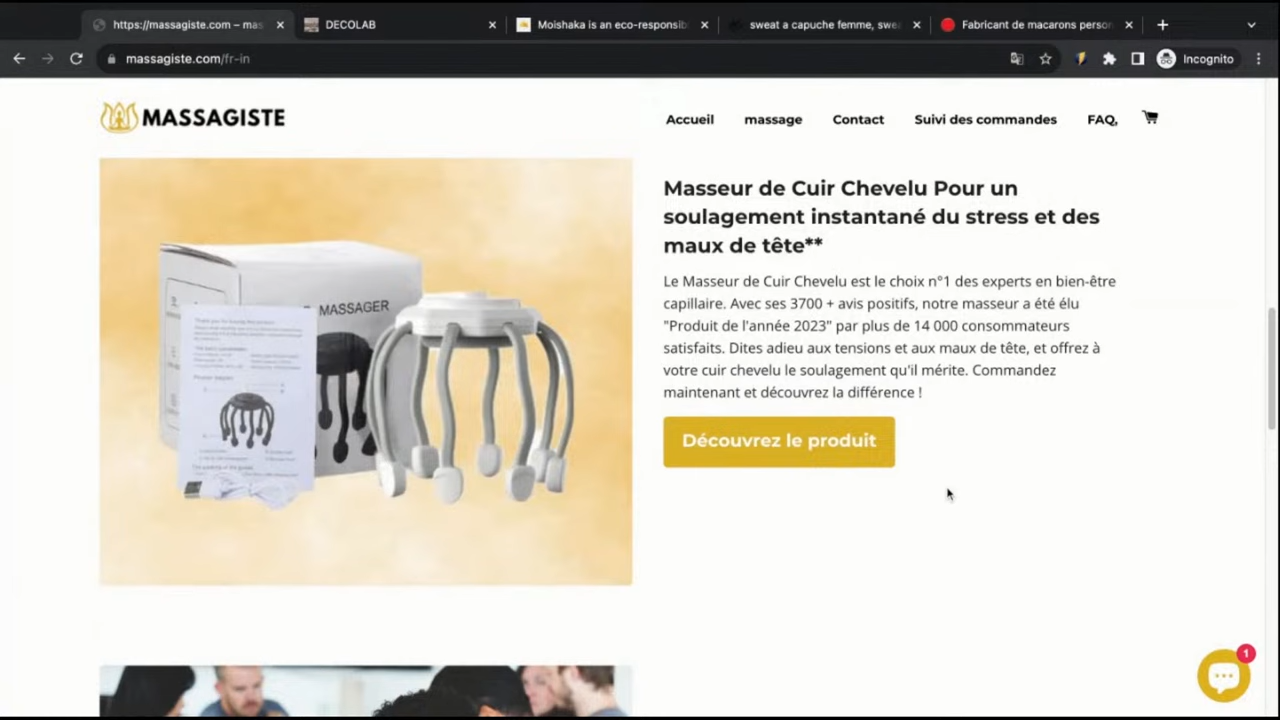 https://massagiste.com – mas
DECOLAB
Moishaka is an eco-responsib
sweat a capuche femme, swe
Fabricant de macarons person
massagiste.com/fr-in
Incognito
MASSAGISTE
Accueil
massage
Contact
Suivi des commandes
FAQ,
MASSAGER
Masseur de Cuir Chevelu Pour un
soulagement instantané du stress et des
maux de tête**
Le Masseur de Cuir Chevelu est le choix n°1 des experts en bien-être
capillaire. Avec ses 3700 + avis positifs, notre masseur a été élu
"Produit de l'année 2023" par plus de 14 000 consommateurs
satisfaits. Dites adieu aux tensions et aux maux de tête, et offrez à
votre cuir chevelu le soulagement qu'il mérite. Commandez
maintenant et découvrez la différence !
Découvrez le produit
1